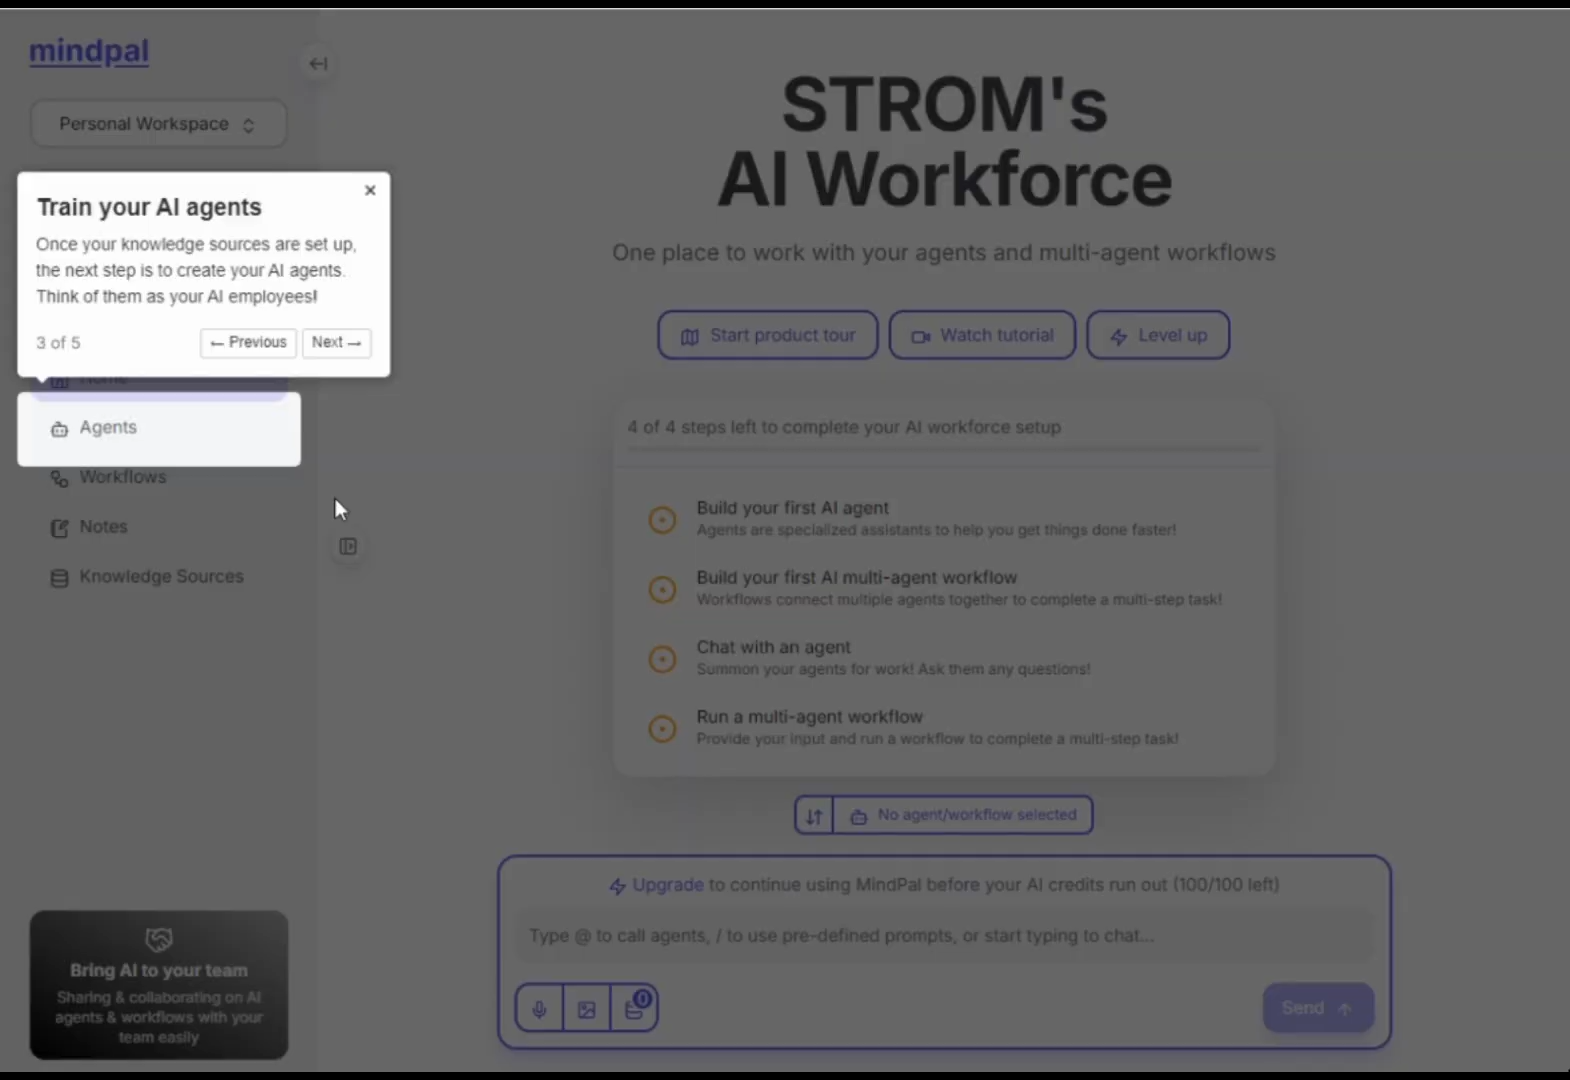 mindpal
Personal Workspace
Train your AI agents
Once your knowledge sources are set up,
the next step is to create your AI agents.
Think of them as your AI employees!
3 of 5
← Previous
Next →
Home
Agents
Workflows
Notes
Knowledge Sources
Bring AI to your team
Sharing & collaborating on AI
agents & workflows with your
team easily
STROM's
AI Workforce
One place to work with your agents and multi-agent workflows
Start product tour
Watch tutorial
Level up
4 of 4 steps left to complete your AI workforce setup
Build your first AI agent
Agents are specialized assistants to help you get things done faster!
Build your first AI multi-agent workflow
Workflows connect multiple agents together to complete a multi-step task!
Chat with an agent
Summon your agents for work! Ask them any questions!
Run a multi-agent workflow
Provide your input and run a workflow to complete a multi-step task!
No agent/workflow selected
Upgrade to continue using MindPal before your AI credits run out (100/100 left)
Type @ to call agents, / to use pre-defined prompts, or start typing to chat...
0
Send